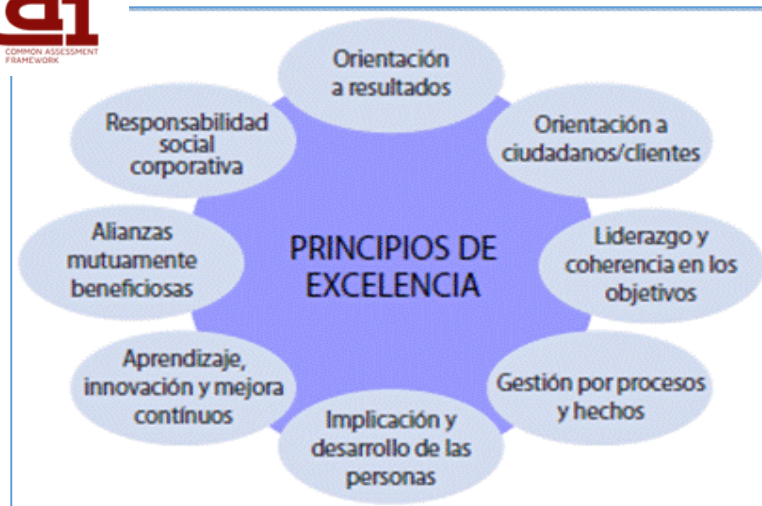 COMMON ASSESSMENT
FRAMEWORK
Orientación
a resultados
Orientación a
ciudadanos/clientes
Liderazgo y
coherencia en los
objetivos
Gestión por procesos
y hechos
Implicación y
desarrollo de las
personas
Aprendizaje,
innovación y mejora
contínuos
Alianzas
mutuamente
beneficiosas
Responsabilidad
social
corporativa
PRINCIPIOS DE
EXCELENCIA